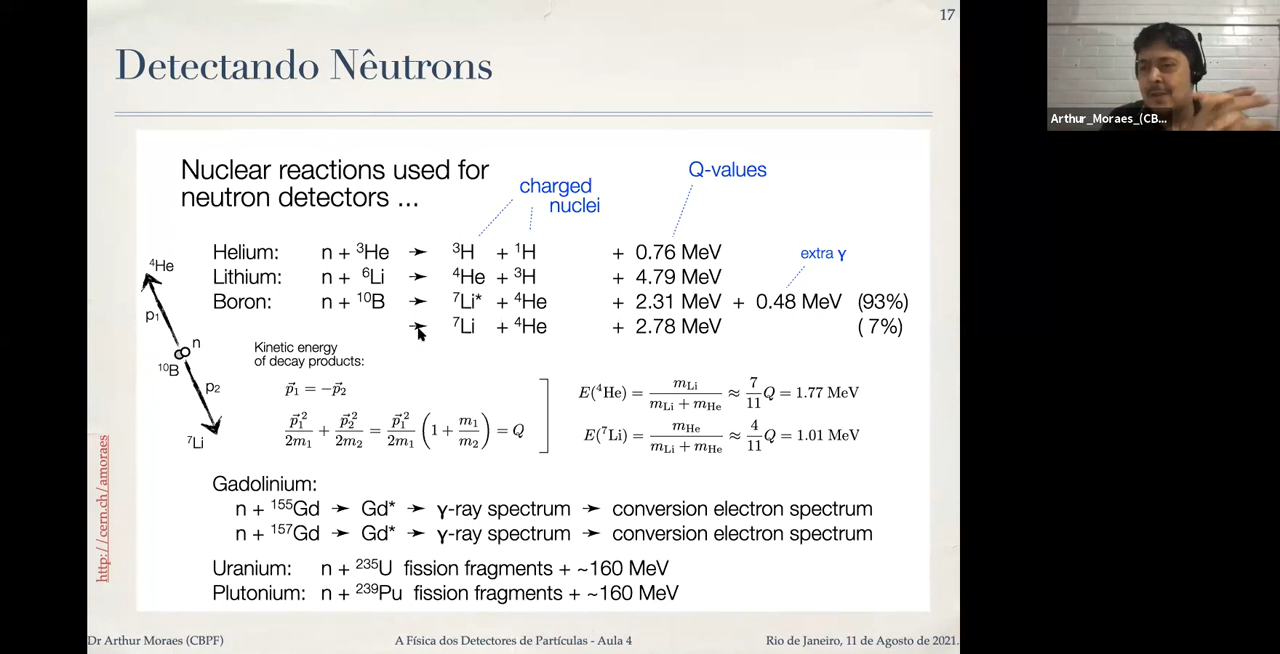 17
Detectando Nêutrons
Arthur_Moraes_(CB...
Nuclear reactions used for
neutron detectors ...
charged
nuclei
Q-values
extra γ
Helium: n + ³He → ³H + ¹H + 0.76 MeV
Lithium: n + ⁶Li → ⁴He + ³H + 4.79 MeV
Boron: n + ¹⁰B → ⁷Li* + ⁴He + 2.31 MeV + 0.48 MeV (93%)
→ ⁷Li + ⁴He + 2.78 MeV ( 7%)
⁴He
p₁
n
¹⁰B
p₂
⁷Li
Kinetic energy
of decay products:
p⃗₁ = −p⃗₂
p⃗₁²/2m₁ + p⃗₂²/2m₂ = p⃗₁²/2m₁ (1 + m₁/m₂) = Q
E(⁴He) = m_Li/(m_Li + m_He) ≈ 7/11 Q = 1.77 MeV
E(⁷Li) = m_He/(m_Li + m_He) ≈ 4/11 Q = 1.01 MeV
Gadolinium:
n + ¹⁵⁵Gd → Gd* → γ-ray spectrum → conversion electron spectrum
n + ¹⁵⁷Gd → Gd* → γ-ray spectrum → conversion electron spectrum
Uranium: n + ²³⁵U fission fragments + ~160 MeV
Plutonium: n + ²³⁹Pu fission fragments + ~160 MeV
http://cern.ch/amoraes
Dr Arthur Moraes (CBPF) A Física dos Detectores de Partículas - Aula 4 Rio de Janeiro, 11 de Agosto de 2021.